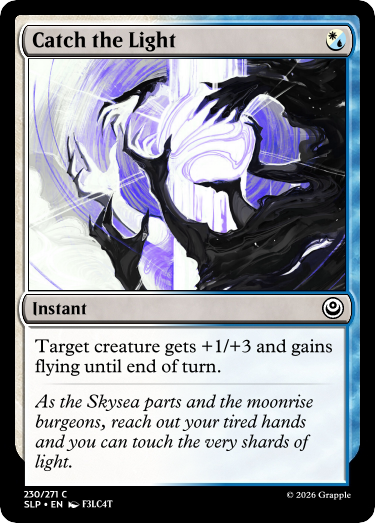 Catch the Light
Instant
Target creature gets +1/+3 and gains
flying until end of turn.
As the Skysea parts and the moonrise
burgeons, reach out your tired hands
and you can touch the very shards of
light.
230/271 C
SLP • EN F3LC4T
© 2026 Grapple